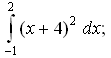 ∫_{-1}^{2} (x + 4)^2 dx;